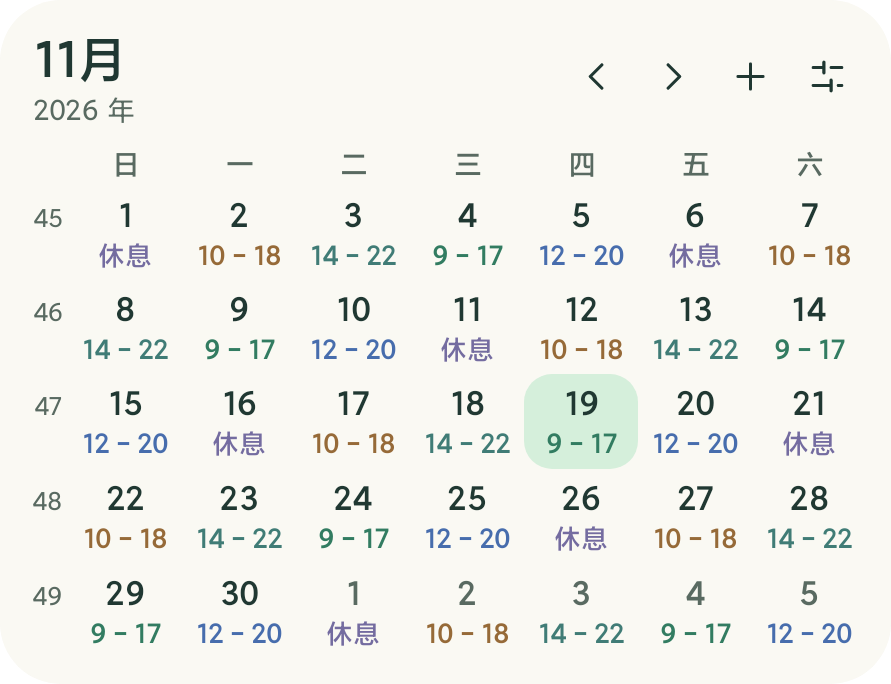 11月
2026 年
日 一 二 三 四 五 六
45 1 2 3 4 5 6 7
休息 10 – 18 14 – 22 9 – 17 12 – 20 休息 10 – 18
46 8 9 10 11 12 13 14
14 – 22 9 – 17 12 – 20 休息 10 – 18 14 – 22 9 – 17
47 15 16 17 18 19 20 21
12 – 20 休息 10 – 18 14 – 22 9 – 17 12 – 20 休息
48 22 23 24 25 26 27 28
10 – 18 14 – 22 9 – 17 12 – 20 休息 10 – 18 14 – 22
49 29 30 1 2 3 4 5
9 – 17 12 – 20 休息 10 – 18 14 – 22 9 – 17 12 – 20